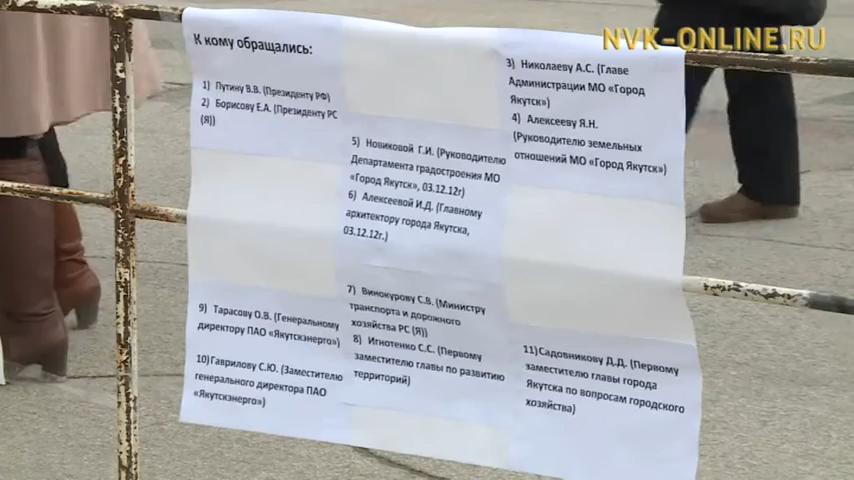 NVK-ONLINE.RU
К кому обращались:
1) Путину В.В. (Президенту РФ)
2) Борисову Е.А. (Президенту РС
(Я))
3) Николаеву А.С. (Главе
Администрации МО «Город
Якутск»)
4) Алексееву Я.Н.
(Руководителю земельных
отношений МО «Город Якутск»)
5) Новиковой Г.И. (Руководителю
Департамента градостроения МО
«Город Якутск», 03.12.12г)
6) Алексеевой И.Д. (Главному
архитектору города Якутска,
03.12.12г.)
7) Винокурову С.В. (Министру
транспорта и дорожного
хозяйства РС (Я))
8) Игнотенко С.С. (Первому
заместителю главы по развитию
территорий)
9) Тарасову О.В. (Генеральному
директору ПАО «Якутскэнерго»)
10)Гаврилову С.Ю. (Заместителю
генерального директора ПАО
«Якутскэнерго»)
11)Садовникову Д.Д. (Первому
заместителю главы города
Якутска по вопросам городского
хозяйства)